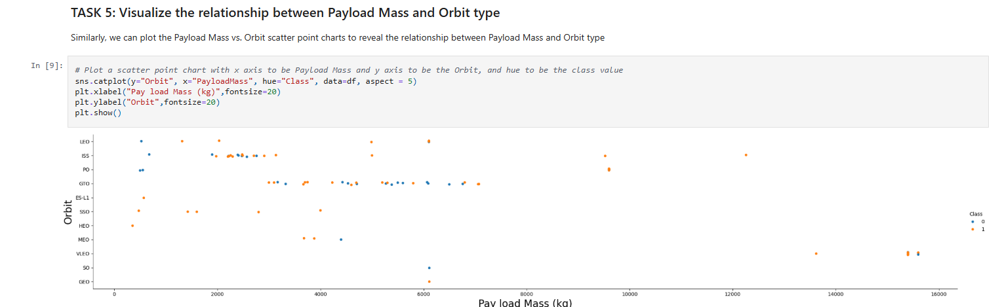 TASK 5: Visualize the relationship between Payload Mass and Orbit type
Similarly, we can plot the Payload Mass vs. Orbit scatter point charts to reveal the relationship between Payload Mass and Orbit type
In [9]:
# Plot a scatter point chart with x axis to be Payload Mass and y axis to be the Orbit, and hue to be the class value
sns.catplot(y="Orbit", x="PayloadMass", hue="Class", data=df, aspect = 5)
plt.xlabel("Pay load Mass (kg)",fontsize=20)
plt.ylabel("Orbit",fontsize=20)
plt.show()
LEO
ISS
PO
GTO
ES-L1
SSO
HEO
MEO
VLEO
SO
GEO
Orbit
Class
0
1
0 2000 4000 6000 8000 10000 12000 14000 16000
Pay load Mass (kg)